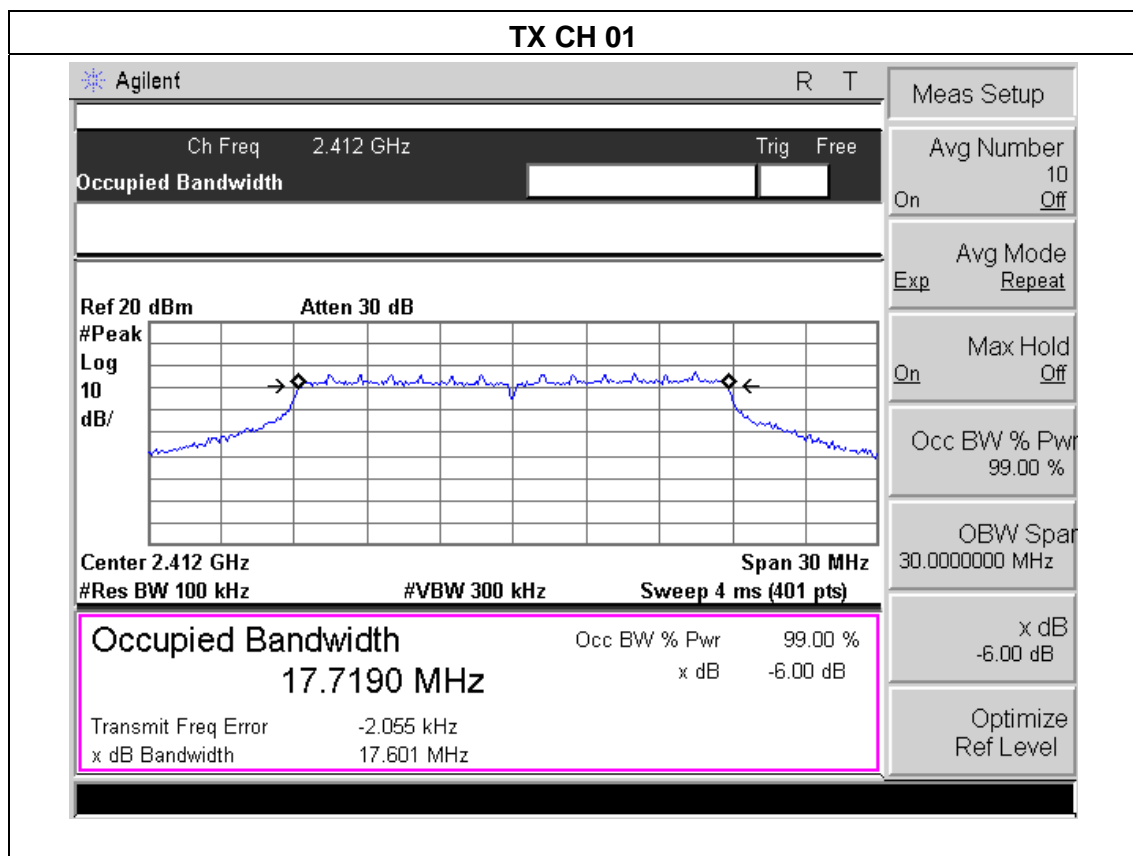 TX CH 01
Agilent R T
Ch Freq 2.412 GHz Trig Free
Occupied Bandwidth
Ref 20 dBm Atten 30 dB
#Peak
Log
10
dB/
Center 2.412 GHz Span 30 MHz
#Res BW 100 kHz #VBW 300 kHz Sweep 4 ms (401 pts)
Occupied Bandwidth Occ BW % Pwr 99.00 %
17.7190 MHz x dB -6.00 dB
Transmit Freq Error -2.055 kHz
x dB Bandwidth 17.601 MHz
Meas Setup
Avg Number
10
On Off
Avg Mode
Exp Repeat
Max Hold
On Off
Occ BW % Pwr
99.00 %
OBW Span
30.0000000 MHz
x dB
-6.00 dB
Optimize
Ref Level